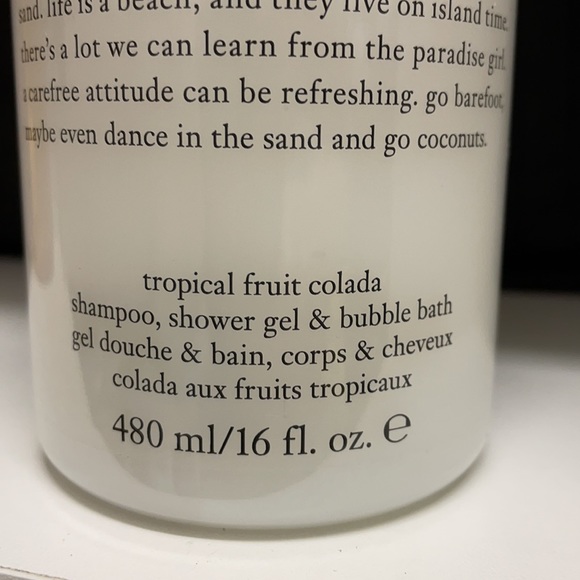 sand. life is a beach, and they live on island time.
there's a lot we can learn from the paradise girl.
a carefree attitude can be refreshing. go barefoot.
maybe even dance in the sand and go coconuts.
tropical fruit colada
shampoo, shower gel & bubble bath
gel douche & bain, corps & cheveux
colada aux fruits tropicaux
480 ml/16 fl. oz. ℮